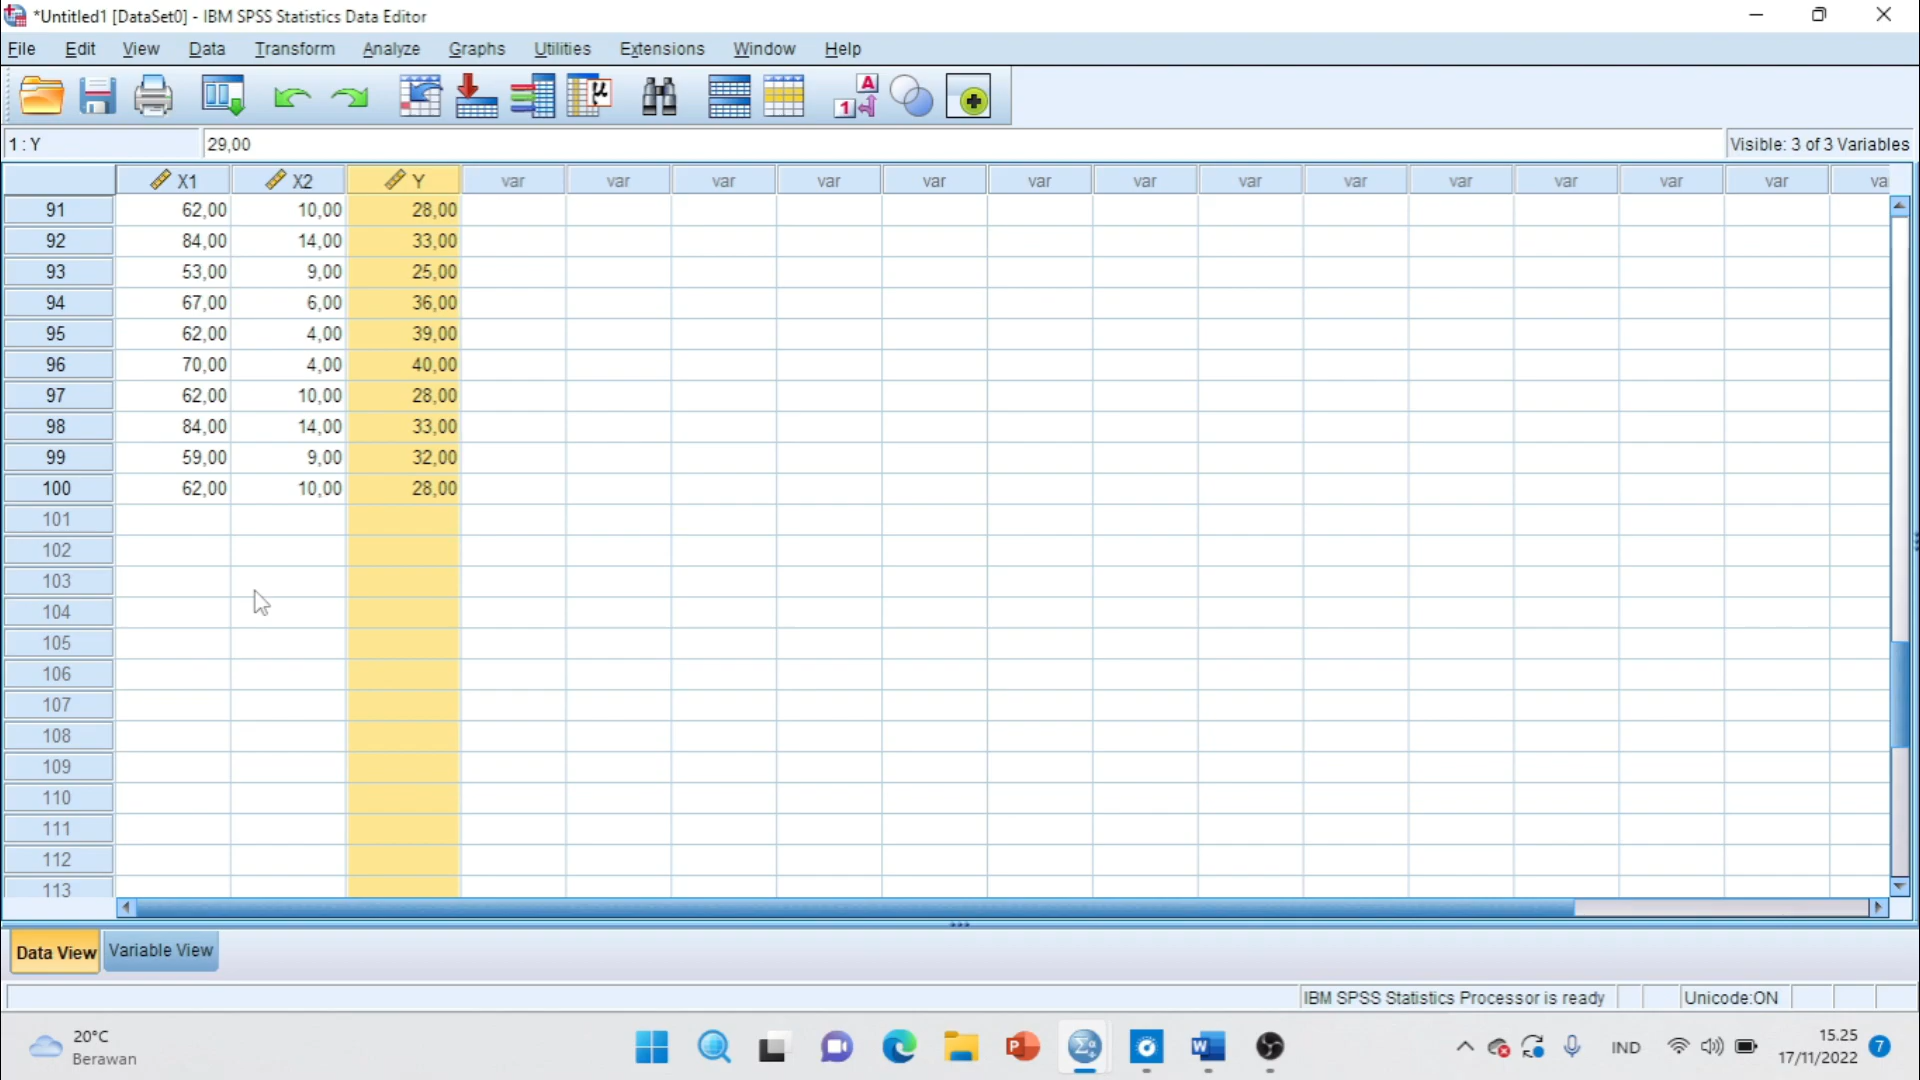 *Untitled1 [DataSet0] - IBM SPSS Statistics Data Editor
File Edit View Data Transform Analyze Graphs Utilities Extensions Window Help
1 : Y 29,00 Visible: 3 of 3 Variables
X1 X2 Y var var var var var var var var var var var var var va
91 62,00 10,00 28,00
92 84,00 14,00 33,00
93 53,00 9,00 25,00
94 67,00 6,00 36,00
95 62,00 4,00 39,00
96 70,00 4,00 40,00
97 62,00 10,00 28,00
98 84,00 14,00 33,00
99 59,00 9,00 32,00
100 62,00 10,00 28,00
101
102
103
104
105
106
107
108
109
110
111
112
113
Data View Variable View
IBM SPSS Statistics Processor is ready Unicode:ON
20°C
Berawan
IND
15.25
17/11/2022
7